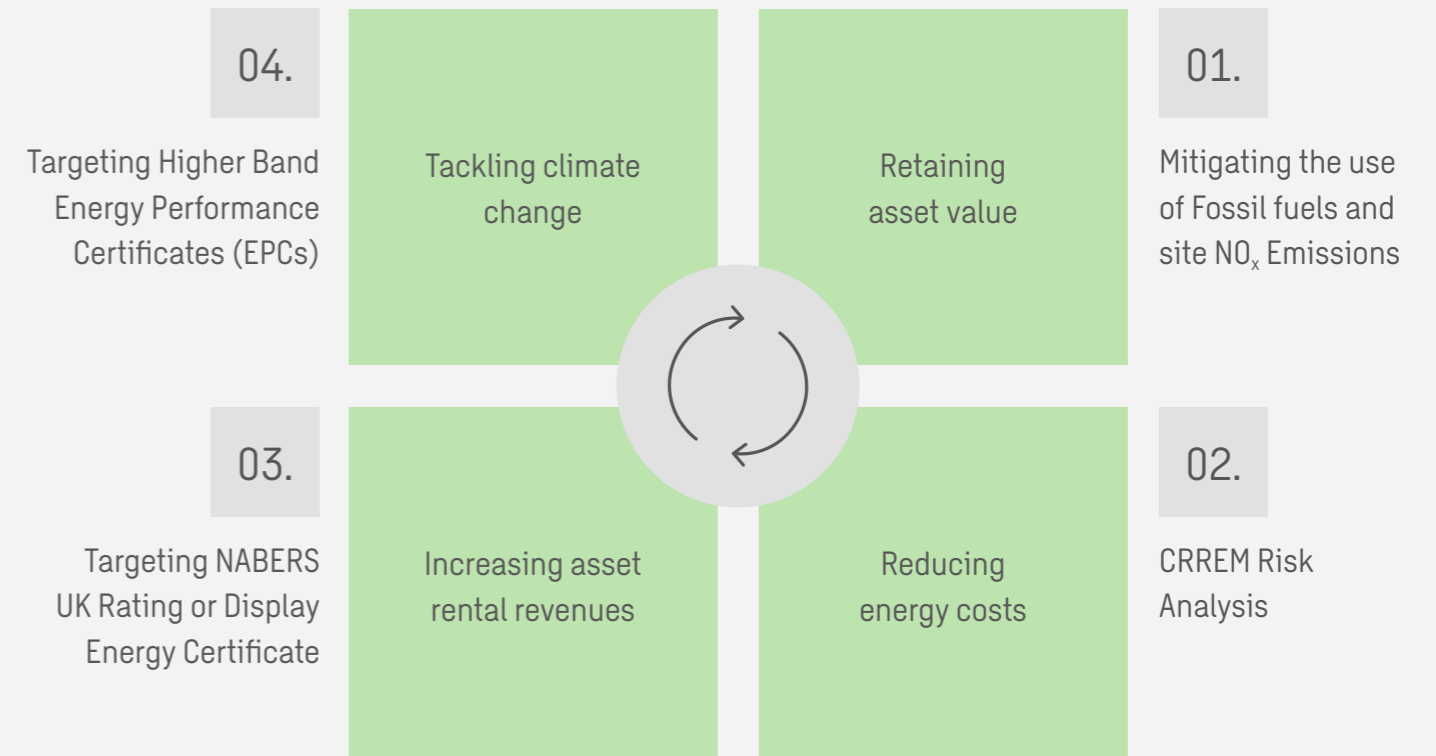 04.
Targeting Higher Band
Energy Performance
Certificates (EPCs)
Tackling climate
change
Retaining
asset value
01.
Mitigating the use
of Fossil fuels and
site NOₓ Emissions
03.
Targeting NABERS
UK Rating or Display
Energy Certificate
Increasing asset
rental revenues
Reducing
energy costs
02.
CRREM Risk
Analysis